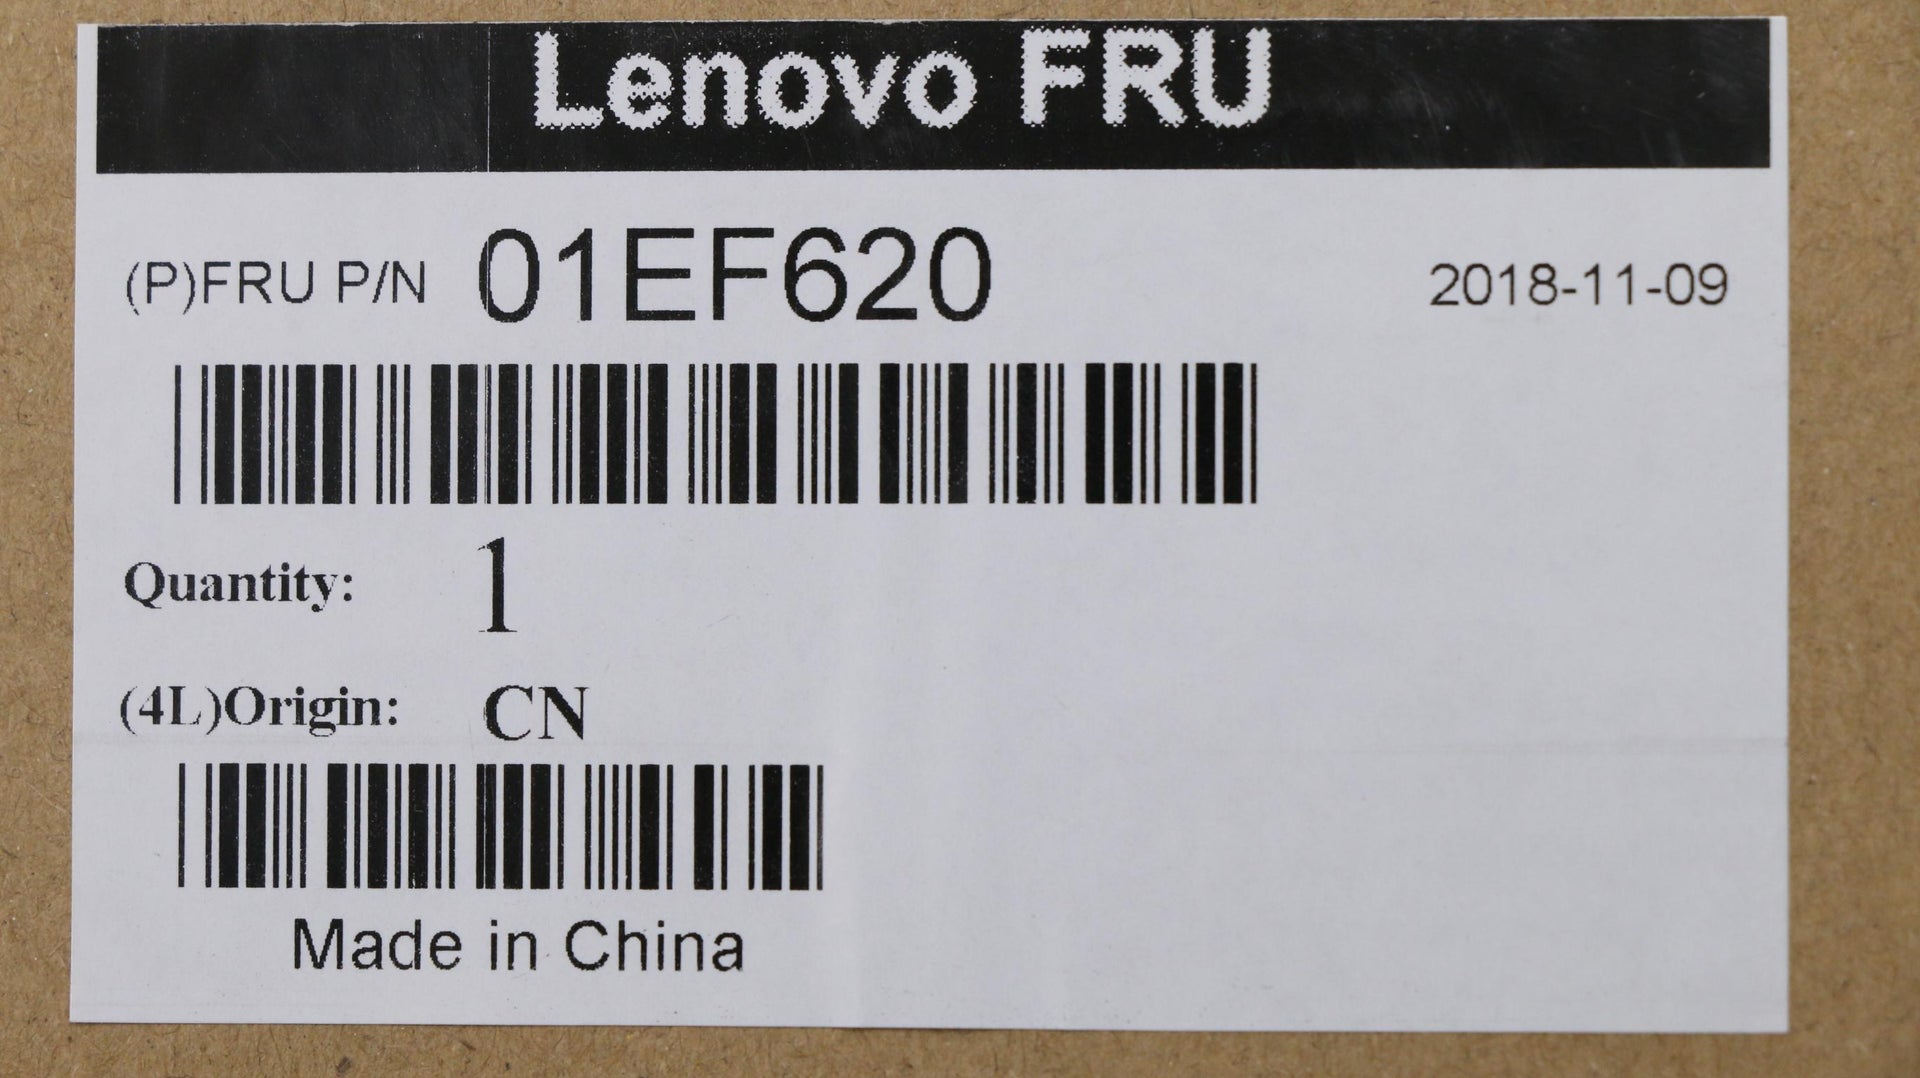 Lenovo FRU
(P)FRU P/N 01EF620 2018-11-09
Quantity: 1
(4L)Origin: CN
Made in China